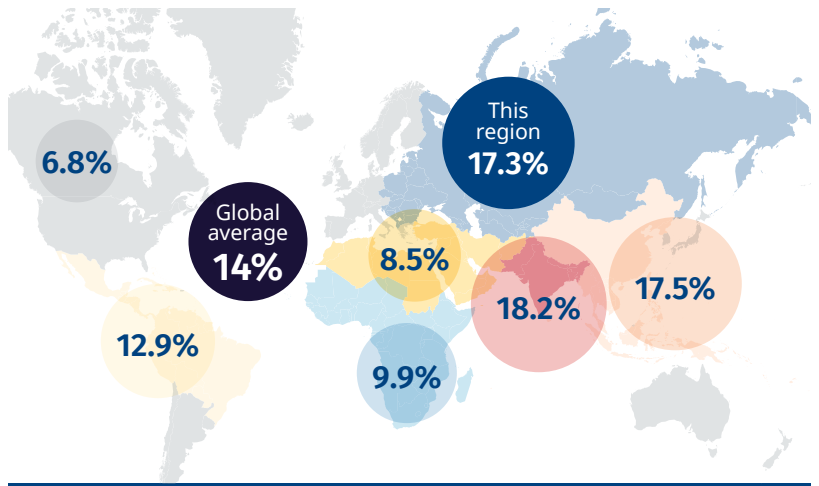 This
region
17.3%
6.8%
Global
average
14%
8.5%
18.2%
17.5%
12.9%
9.9%